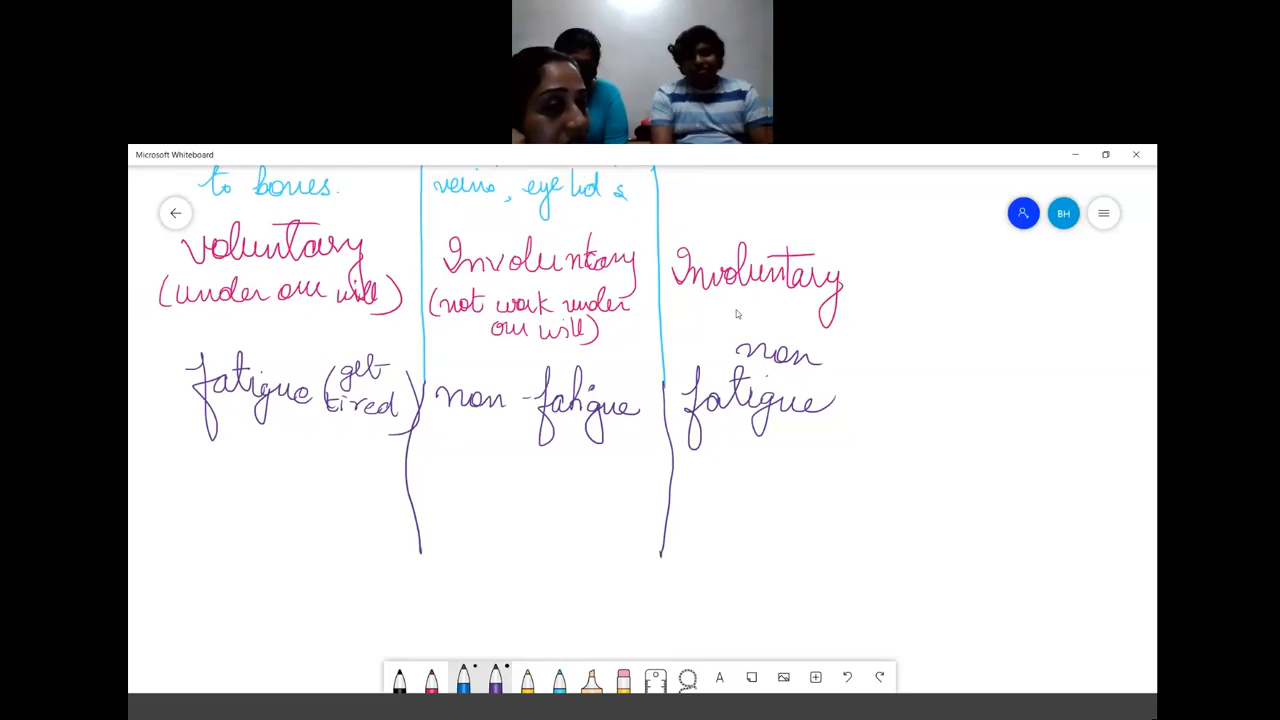 Microsoft Whiteboard
to bones.
veins, eye lid s
BH
voluntary
(under our will)
Involuntary
(not work under
our will)
Involuntary
fatigue (get
tired)
non - fatigue
non
fatigue
A